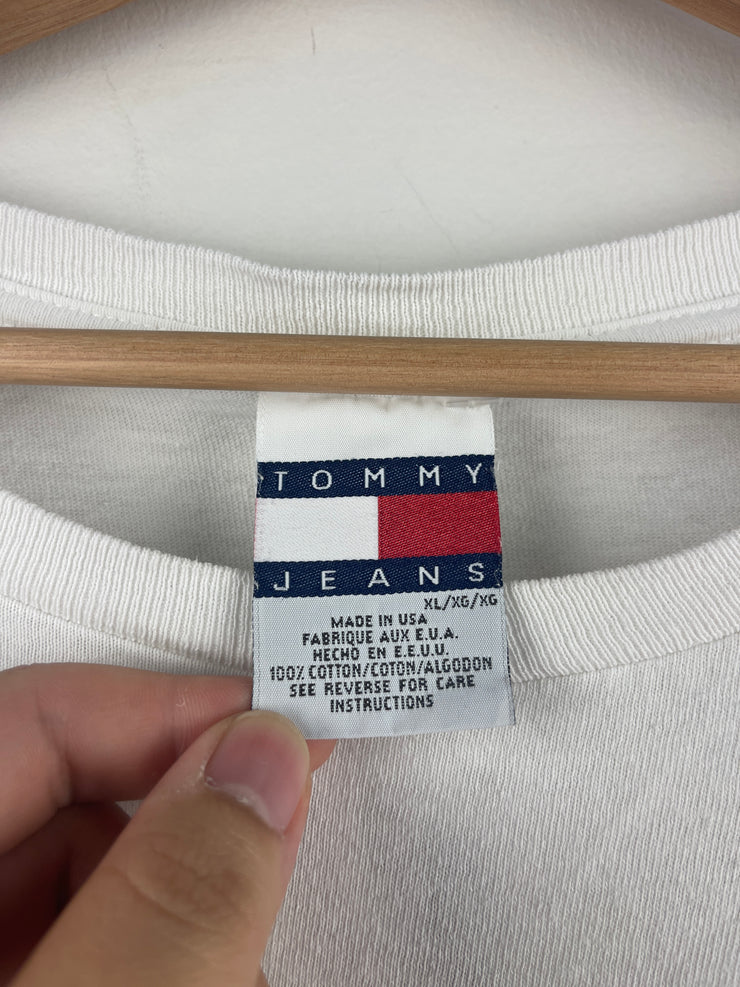 TOMMY
JEANS
XL/XG/XG
MADE IN USA
FABRIQUE AUX E.U.A.
HECHO EN E.E.U.U.
100% COTTON/COTON/ALGODON
SEE REVERSE FOR CARE
INSTRUCTIONS